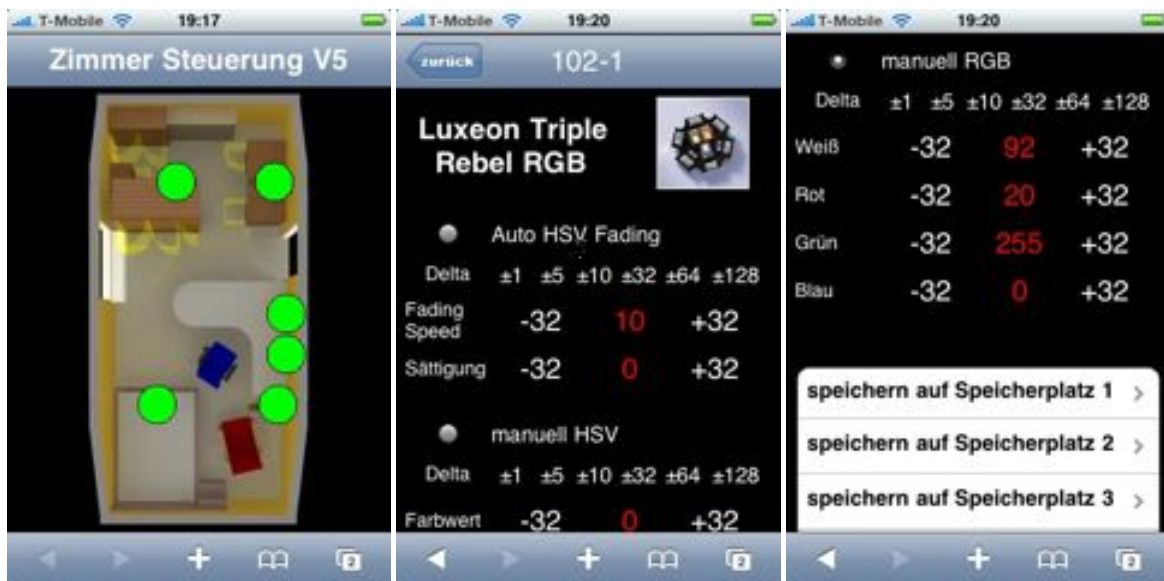 T-Mobile 19:17
Zimmer Steuerung V5
2
T-Mobile 19:20
zurück 102-1
Luxeon Triple
Rebel RGB
Auto HSV Fading
Delta ±1 ±5 ±10 ±32 ±64 ±128
Fading
Speed -32 10 +32
Sättigung -32 0 +32
manuell HSV
Delta ±1 ±5 ±10 ±32 ±64 ±128
Farbwert -32 0 +32
2
T-Mobile 19:20
manuell RGB
Delta ±1 ±5 ±10 ±32 ±64 ±128
Weiß -32 92 +32
Rot -32 20 +32
Grün -32 255 +32
Blau -32 0 +32
speichern auf Speicherplatz 1
speichern auf Speicherplatz 2
speichern auf Speicherplatz 3
2